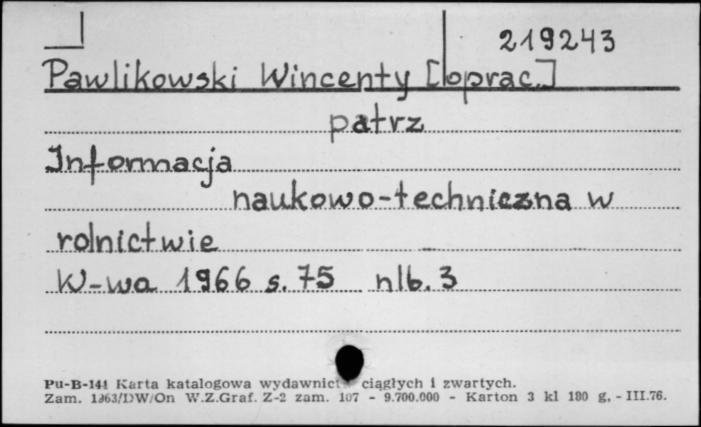 219243
Pawlikowski Wincenty [oprac.]
patrz
Informacja
naukowo-techniczna w
rolnictwie
W-wa 1966 s. 75 nlb. 3
Pu-B-141 Karta katalogowa wydawnict ciągłych i zwartych.
Zam. 1363/DW/On W.Z.Graf. Z-2 zam. 107 - 9.700.000 - Karton 3 kl 180 g. - III.76.